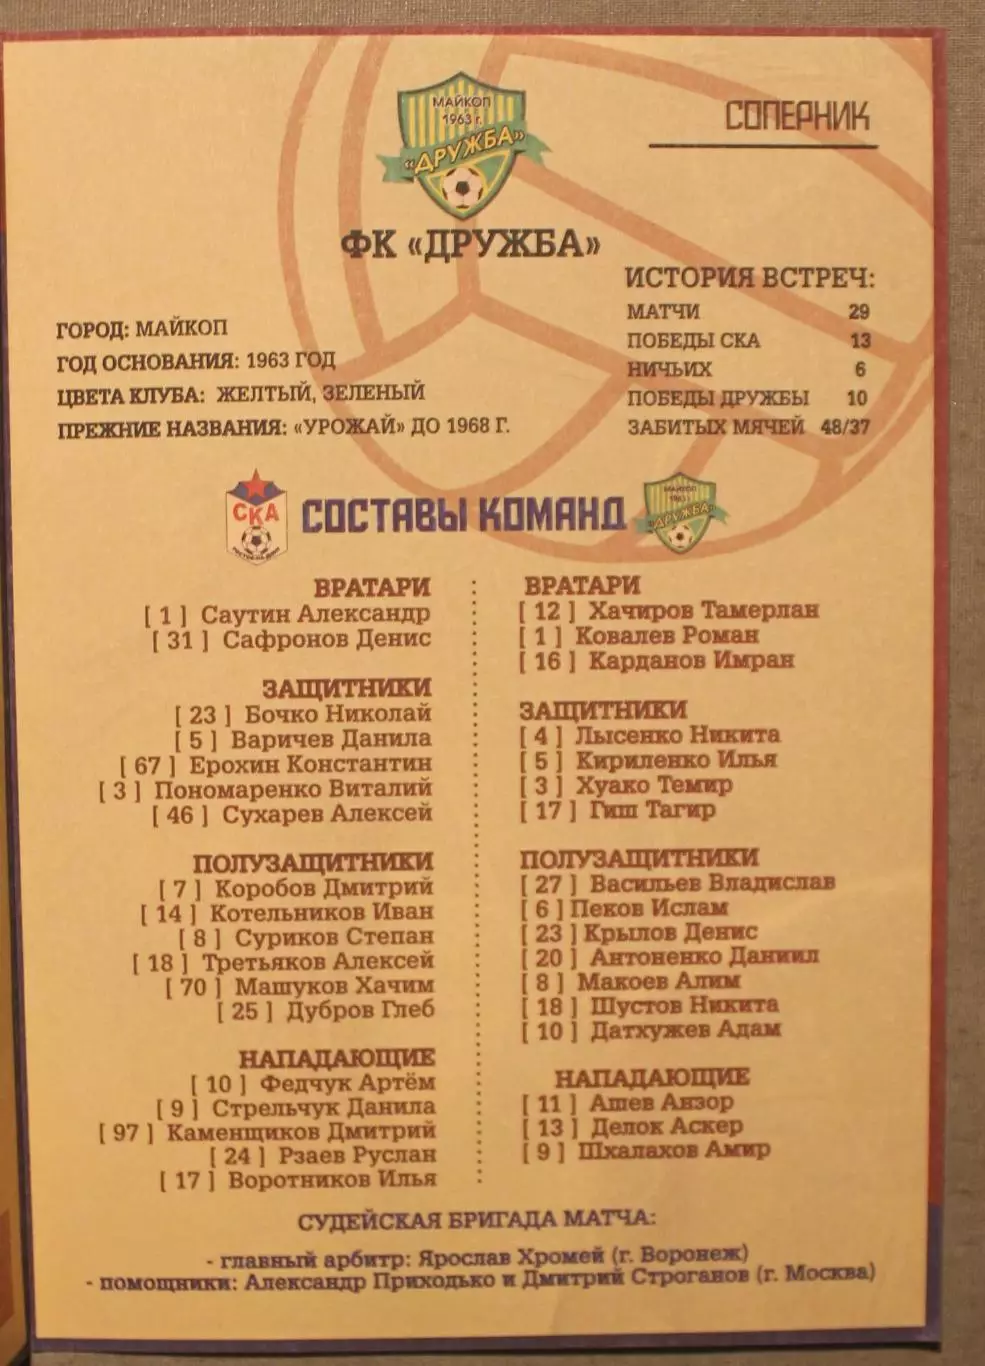 МАЙКОП
1963 г.
«ДРУЖБА»
СОПЕРНИК
ФК «ДРУЖБА»
ГОРОД: МАЙКОП
ГОД ОСНОВАНИЯ: 1963 ГОД
ЦВЕТА КЛУБА: ЖЕЛТЫЙ, ЗЕЛЕНЫЙ
ПРЕЖНИЕ НАЗВАНИЯ: «УРОЖАЙ» ДО 1968 Г.
ИСТОРИЯ ВСТРЕЧ:
МАТЧИ 29
ПОБЕДЫ СКА 13
НИЧЬИХ 6
ПОБЕДЫ ДРУЖБЫ 10
ЗАБИТЫХ МЯЧЕЙ 48/37
СКА
РОСТОВ-НА-ДОНУ
СОСТАВЫ КОМАНД
МАЙКОП
1963 г.
«ДРУЖБА»
ВРАТАРИ
[ 1 ] Саутин Александр
[ 31 ] Сафронов Денис
ЗАЩИТНИКИ
[ 23 ] Бочко Николай
[ 5 ] Варичев Данила
[ 67 ] Ерохин Константин
[ 3 ] Пономаренко Виталий
[ 46 ] Сухарев Алексей
ПОЛУЗАЩИТНИКИ
[ 7 ] Коробов Дмитрий
[ 14 ] Котельников Иван
[ 8 ] Суриков Степан
[ 18 ] Третьяков Алексей
[ 70 ] Машуков Хачим
[ 25 ] Дубров Глеб
НАПАДАЮЩИЕ
[ 10 ] Федчук Артём
[ 9 ] Стрельчук Данила
[ 97 ] Каменщиков Дмитрий
[ 24 ] Рзаев Руслан
[ 17 ] Воротников Илья
ВРАТАРИ
[ 12 ] Хачиров Тамерлан
[ 1 ] Ковалев Роман
[ 16 ] Карданов Имран
ЗАЩИТНИКИ
[ 4 ] Лысенко Никита
[ 5 ] Кириленко Илья
[ 3 ] Хуако Темир
[ 17 ] Гиш Тагир
ПОЛУЗАЩИТНИКИ
[ 27 ] Васильев Владислав
[ 6 ] Пеков Ислам
[ 23 ] Крылов Денис
[ 20 ] Антоненко Даниил
[ 8 ] Макоев Алим
[ 18 ] Шустов Никита
[ 10 ] Датхужев Адам
НАПАДАЮЩИЕ
[ 11 ] Ашев Анзор
[ 13 ] Делок Аскер
[ 9 ] Шхалахов Амир
СУДЕЙСКАЯ БРИГАДА МАТЧА:
- главный арбитр: Ярослав Хромей (г. Воронеж)
- помощники: Александр Приходько и Дмитрий Строганов (г. Москва)